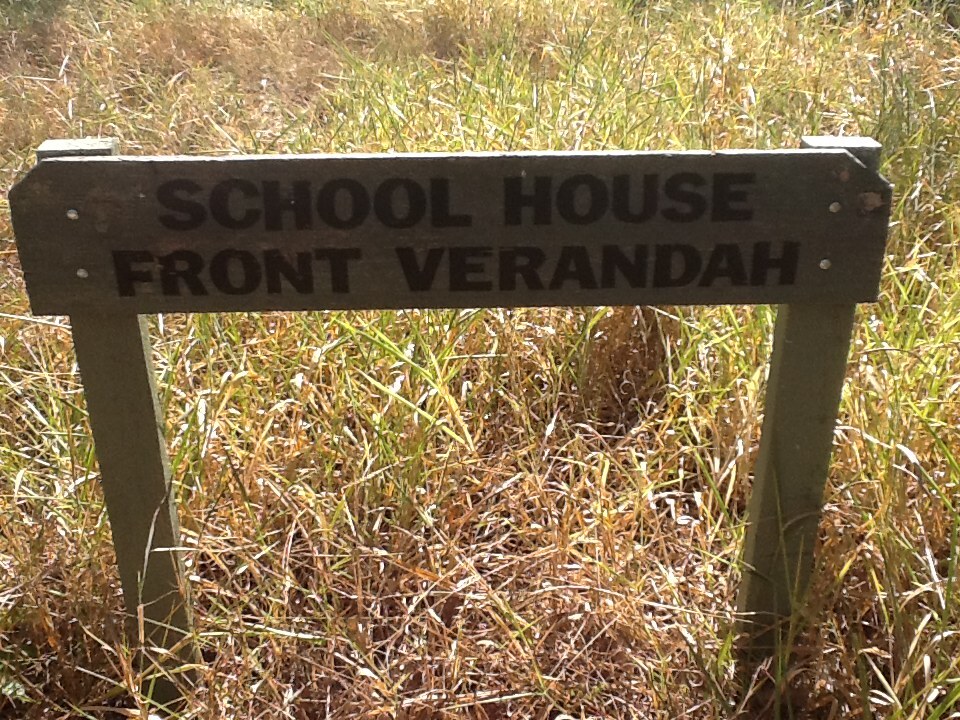 SCHOOL HOUSE
FRONT VERANDAH